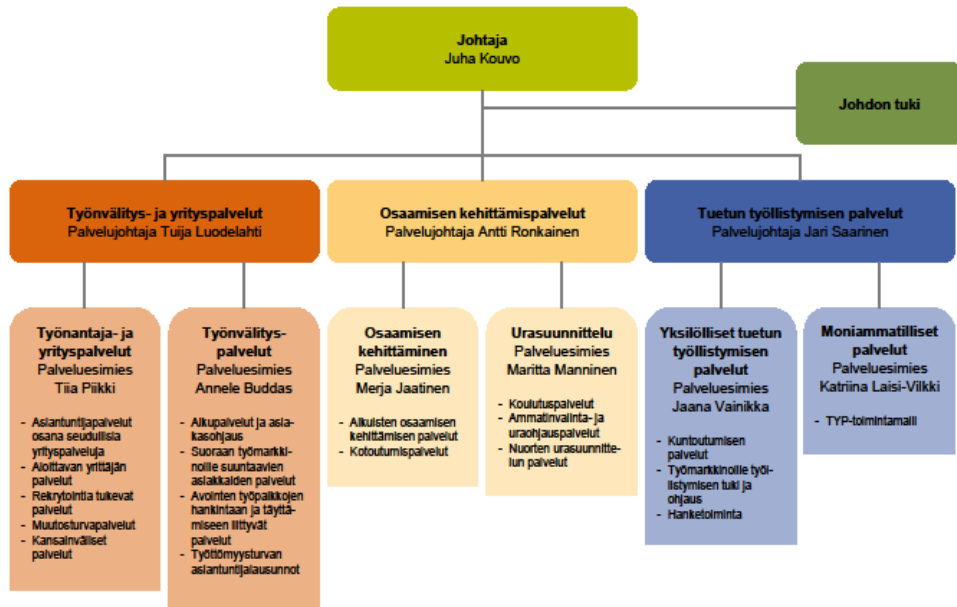 Johtaja
Juha Kouvo
Johdon tuki
Työnvälitys- ja yrityspalvelut
Palvelujohtaja Tuija Luodelahti
Osaamisen kehittämispalvelut
Palvelujohtaja Antti Ronkainen
Tuetun työllistymisen palvelut
Palvelujohtaja Jari Saarinen
Työnantaja- ja
yrityspalvelut
Palveluesimies
Tiia Piikki
- Asiantuntijapalvelut
osana seudullisia
yrityspalveluja
- Aloittavan yrittäjän
palvelut
- Rekrytointia tukevat
palvelut
- Muutosturvapalvelut
- Kansainväliset
palvelut
Työnvälitys-
palvelut
Palveluesimies
Annele Buddas
- Alkupalvelut ja asia-
kasohjaus
- Suoraan työmarkki-
noille suuntaavien
asiakkaiden palvelut
- Avointen työpaikkojen
hankintaan ja täyttä-
miseen liittyvät
palvelut
- Työttömyysturvan
asiantuntijalausunnot
Osaamisen
kehittäminen
Palveluesimies
Merja Jaatinen
- Aikuisten osaamisen
kehittämisen palvelut
- Kotoutumispalvelut
Urasuunnittelu
Palveluesimies
Maritta Manninen
- Koulutuspalvelut
- Ammatinvalinta- ja
uraohjauspalvelut
- Nuorten urasuunnitte-
lun palvelut
Yksilölliset tuetun
työllistymisen
palvelut
Palveluesimies
Jaana Vainikka
- Kuntoutumisen
palvelut
- Työmarkkinoille työl-
listymisen tuki ja
ohjaus
- Hanketoiminta
Moniammatilliset
palvelut
Palveluesimies
Katriina Laisi-Vilkki
- TYP-toimintamalli